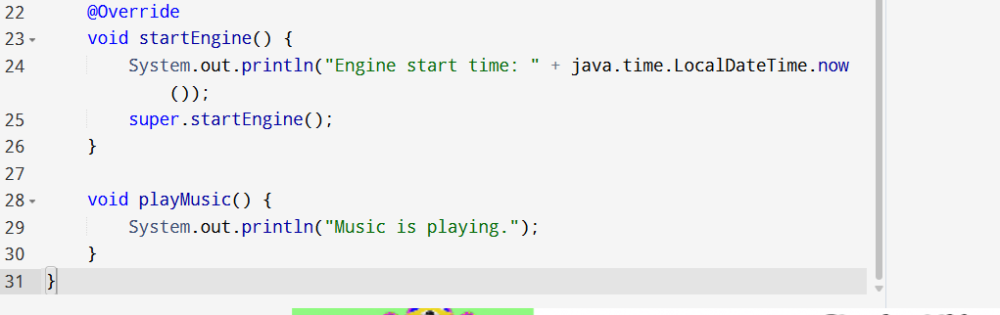 22 @Override
23 void startEngine() {
24 System.out.println("Engine start time: " + java.time.LocalDateTime.now
());
25 super.startEngine();
26 }
27
28 void playMusic() {
29 System.out.println("Music is playing.");
30 }
31 }